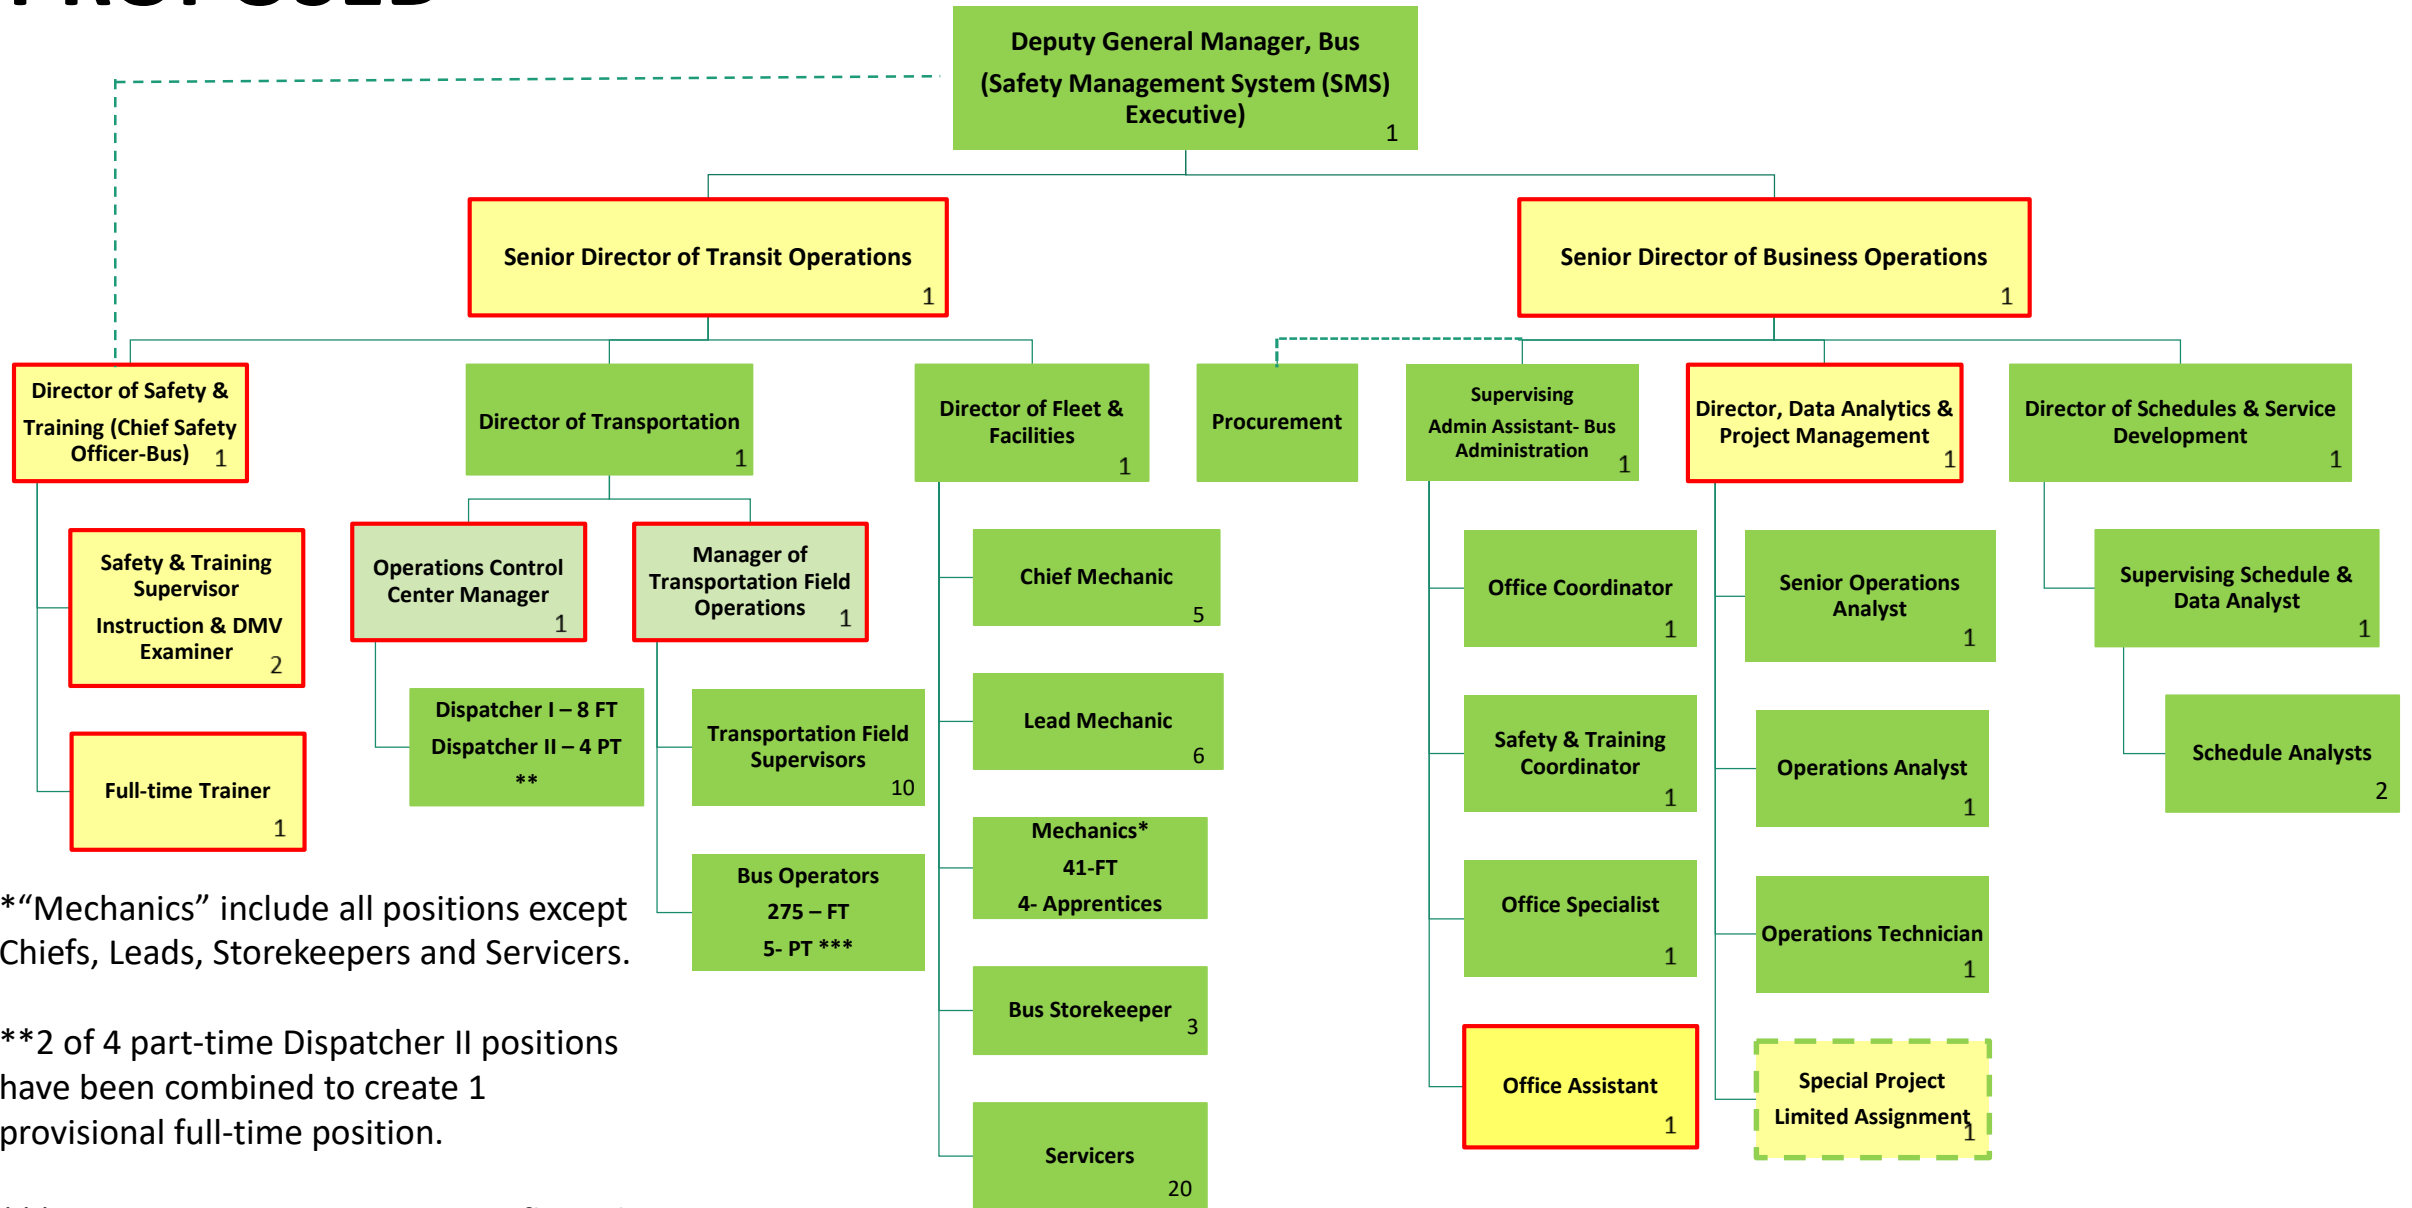 PROPOSED
Deputy General Manager, Bus
(Safety Management System (SMS)
Executive)
1
Senior Director of Transit Operations
1
Senior Director of Business Operations
1
Director of Safety &
Training (Chief Safety
Officer-Bus)
1
Director of Transportation
1
Director of Fleet &
Facilities
1
Procurement
Supervising
Admin Assistant- Bus
Administration
1
Director, Data Analytics &
Project Management
1
Director of Schedules & Service
Development
1
Safety & Training
Supervisor
Instruction & DMV
Examiner
2
Full-time Trainer
1
Operations Control
Center Manager
1
Dispatcher I – 8 FT
Dispatcher II – 4 PT
**
Manager of
Transportation Field
Operations
1
Transportation Field
Supervisors
10
Bus Operators
275 – FT
5- PT ***
Chief Mechanic
5
Lead Mechanic
6
Mechanics*
41-FT
4- Apprentices
Bus Storekeeper
3
Servicers
20
Office Coordinator
1
Safety & Training
Coordinator
1
Office Specialist
1
Office Assistant
1
Senior Operations
Analyst
1
Operations Analyst
1
Operations Technician
1
Special Project
Limited Assignment
1
Supervising Schedule &
Data Analyst
1
Schedule Analysts
2
*“Mechanics” include all positions except
Chiefs, Leads, Storekeepers and Servicers.
**2 of 4 part-time Dispatcher II positions
have been combined to create 1
provisional full-time position.